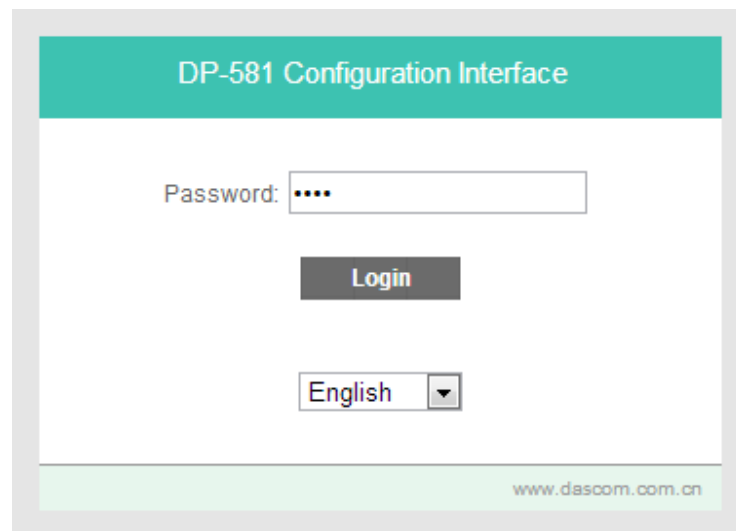 DP-581 Configuration Interface
Password: ••••
Login
English
www.dascom.com.cn